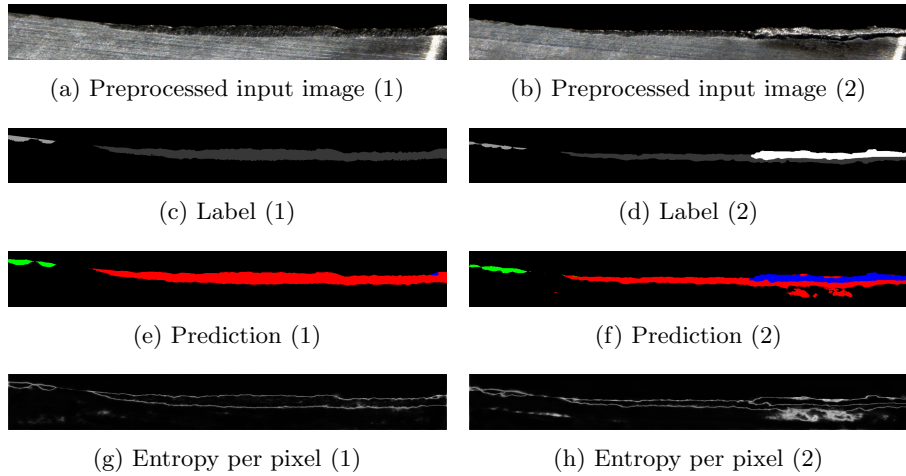 (a) Preprocessed input image (1)
(b) Preprocessed input image (2)
(c) Label (1)
(d) Label (2)
(e) Prediction (1)
(f) Prediction (2)
(g) Entropy per pixel (1)
(h) Entropy per pixel (2)